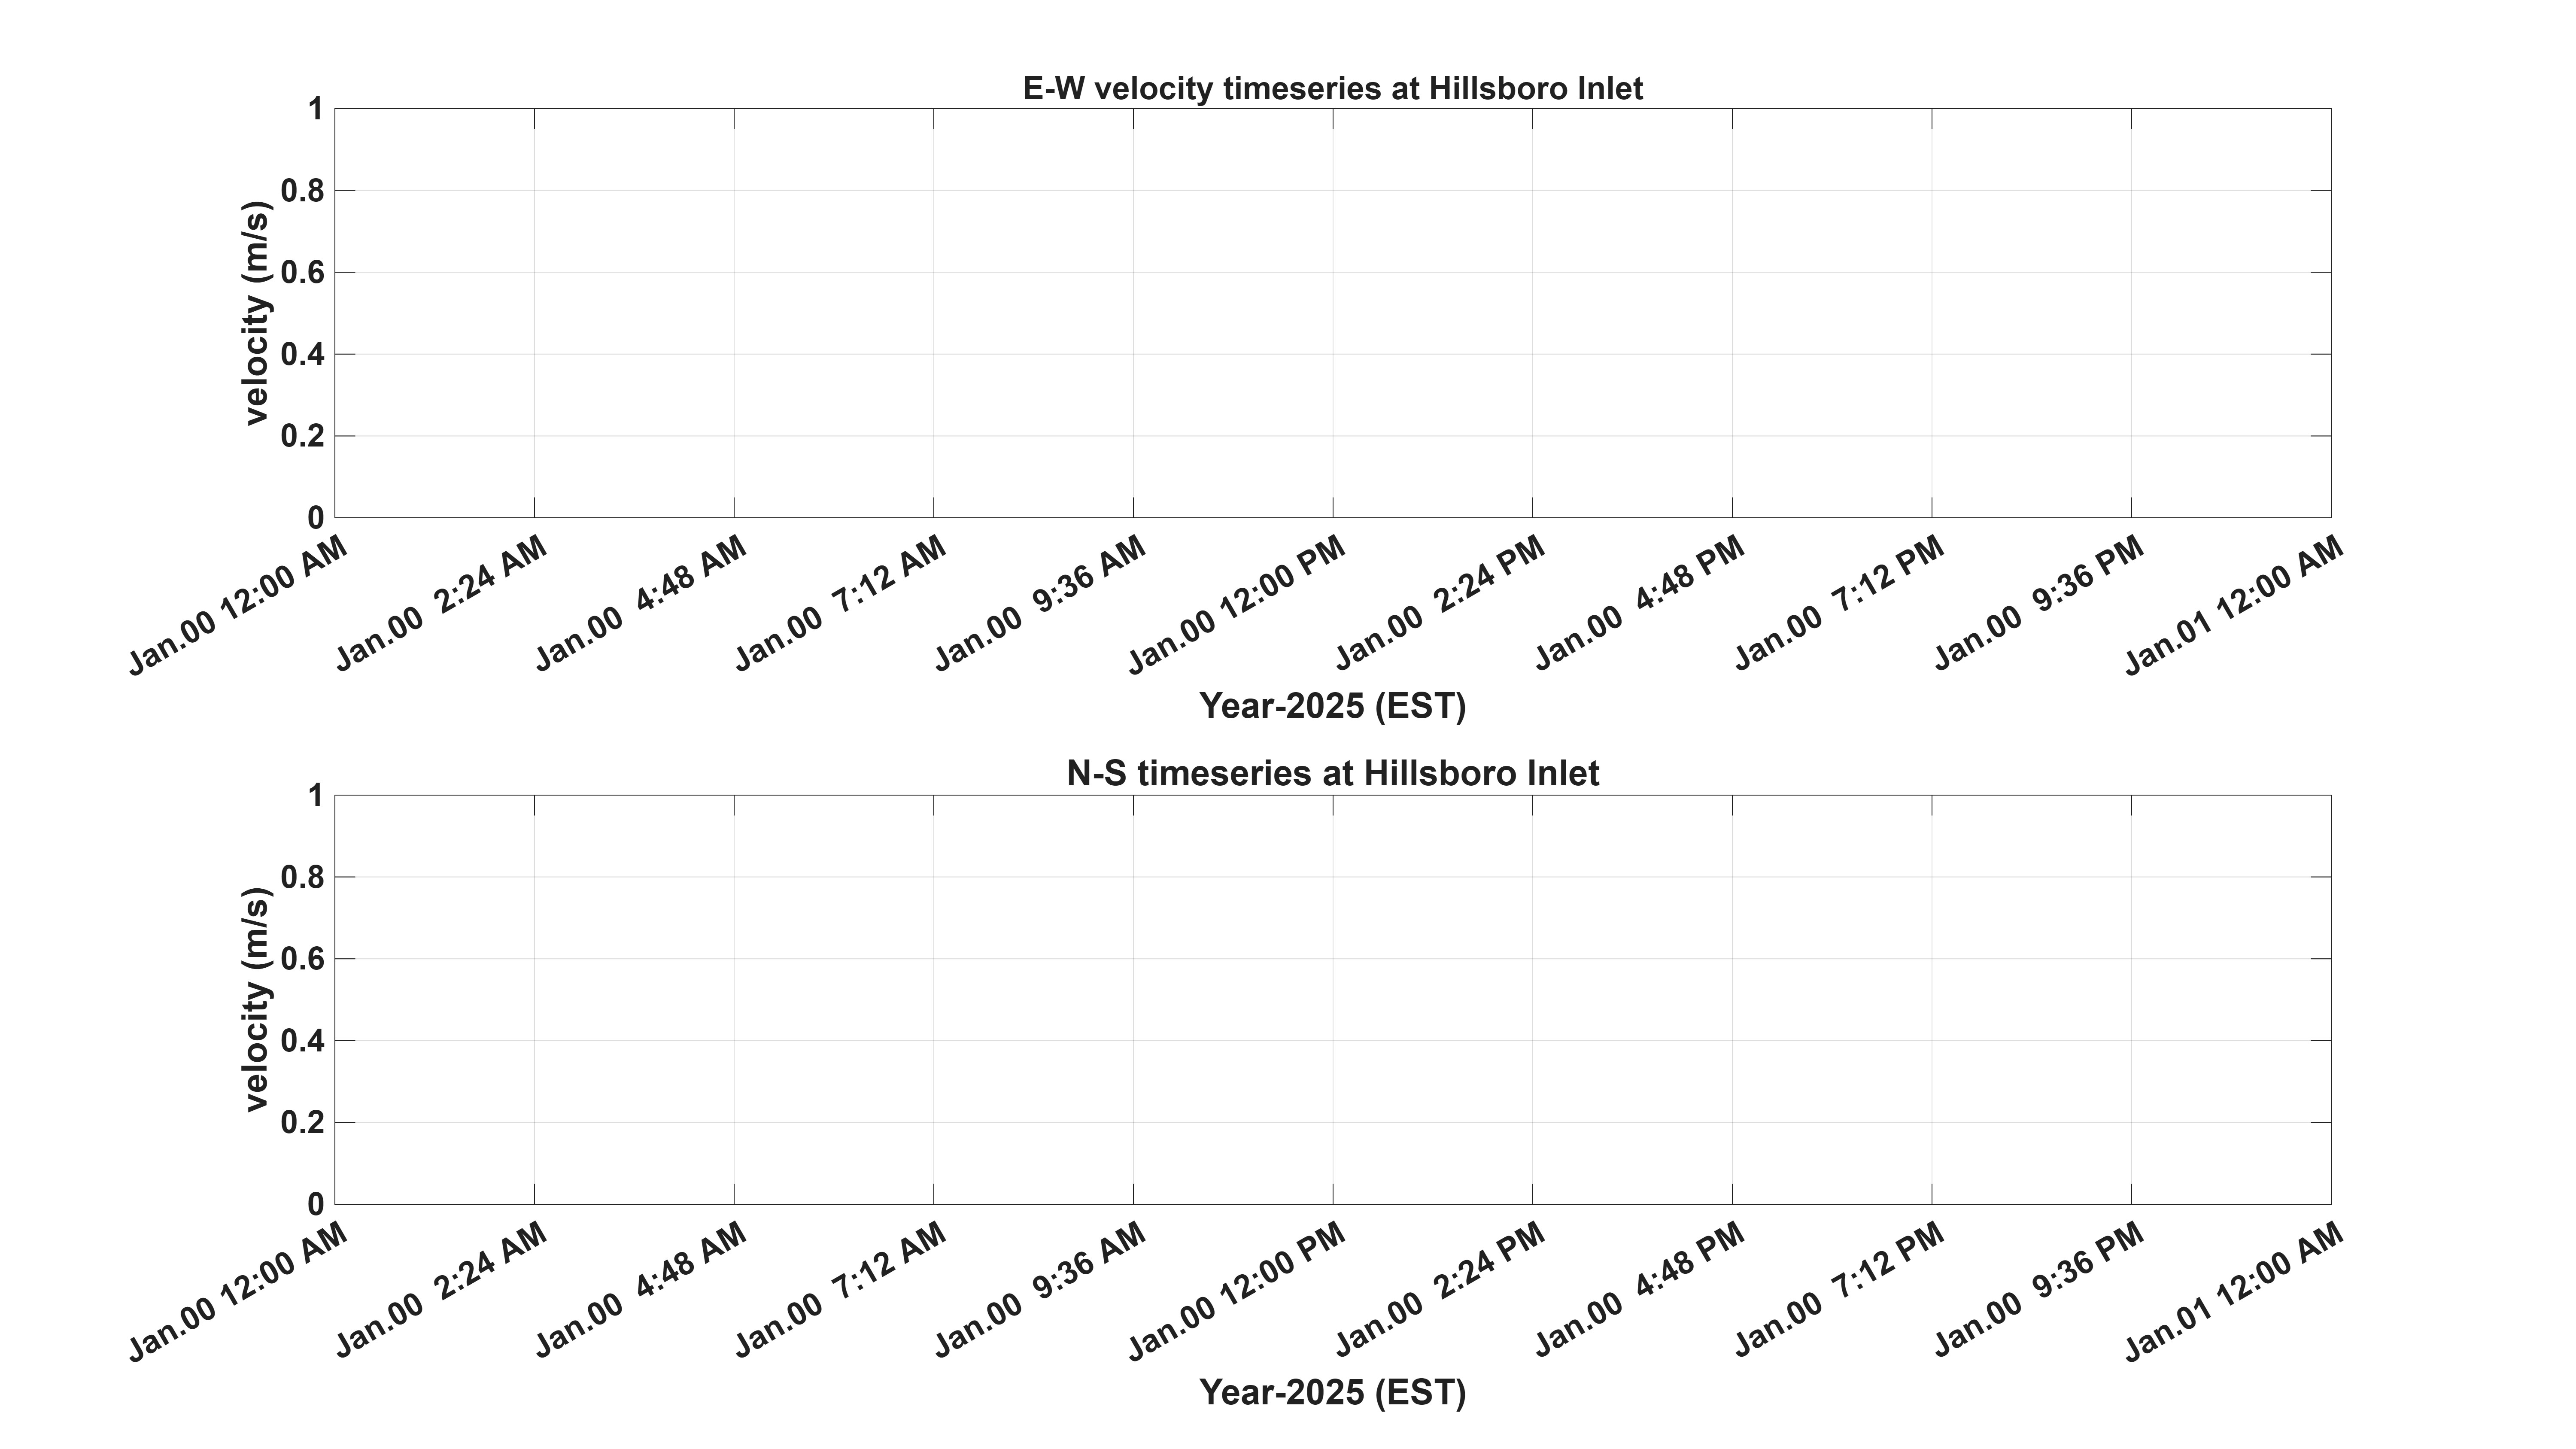 E-W velocity timeseries at Hillsboro Inlet
velocity (m/s)
1
0.8
0.6
0.4
0.2
0
Jan.00 12:00 AM
Jan.00  2:24 AM
Jan.00  4:48 AM
Jan.00  7:12 AM
Jan.00  9:36 AM
Jan.00 12:00 PM
Jan.00  2:24 PM
Jan.00  4:48 PM
Jan.00  7:12 PM
Jan.00  9:36 PM
Jan.01 12:00 AM
Year-2025 (EST)
N-S timeseries at Hillsboro Inlet
velocity (m/s)
1
0.8
0.6
0.4
0.2
0
Jan.00 12:00 AM
Jan.00  2:24 AM
Jan.00  4:48 AM
Jan.00  7:12 AM
Jan.00  9:36 AM
Jan.00 12:00 PM
Jan.00  2:24 PM
Jan.00  4:48 PM
Jan.00  7:12 PM
Jan.00  9:36 PM
Jan.01 12:00 AM
Year-2025 (EST)